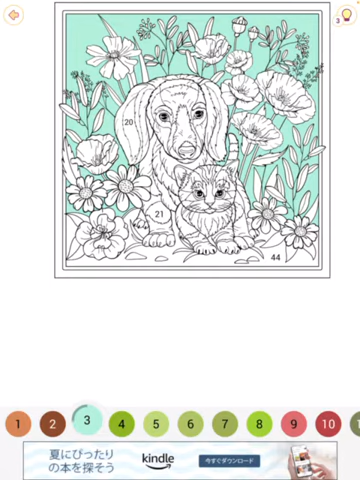 3
20
21
44
1 2 3 4 5 6 7 8 9 10
夏にぴったり
の本を探そう
kindle
今すぐダウンロード